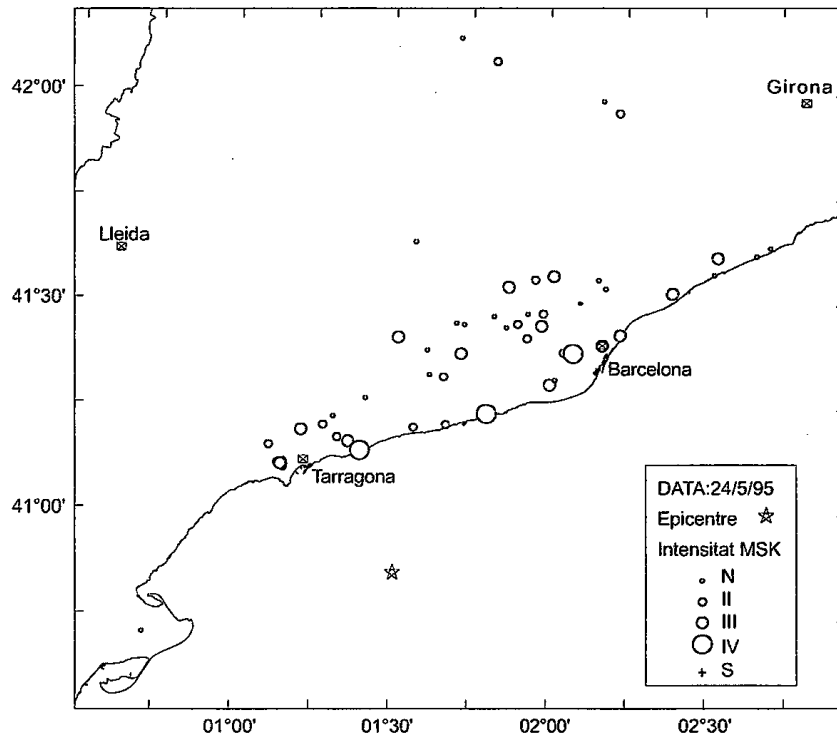 42°00'
Girona
Lleida
41°30'
Barcelona
Tarragona
41°00'
DATA:24/5/95
Epicentre
Intensitat MSK
N
II
III
IV
S
01°00'
01°30'
02°00'
02°30'